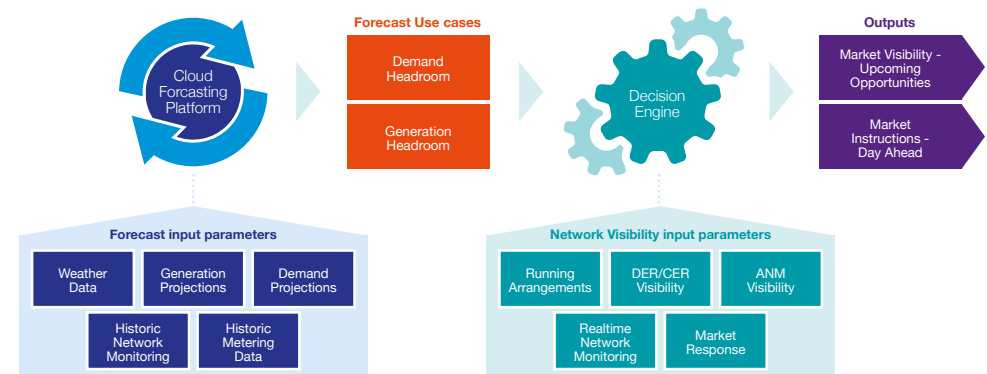 Forecast Use cases
Outputs
Cloud
Forcasting
Platform
Demand
Headroom
Generation
Headroom
Decision
Engine
Market Visibility -
Upcoming
Opportunities
Market
Instructions -
Day Ahead
Forecast input parameters
Weather
Data
Generation
Projections
Demand
Projections
Historic
Network
Monitoring
Historic
Metering
Data
Network Visibility input parameters
Running
Arrangements
DER/CER
Visibility
ANM
Visibility
Realtime
Network
Monitoring
Market
Response